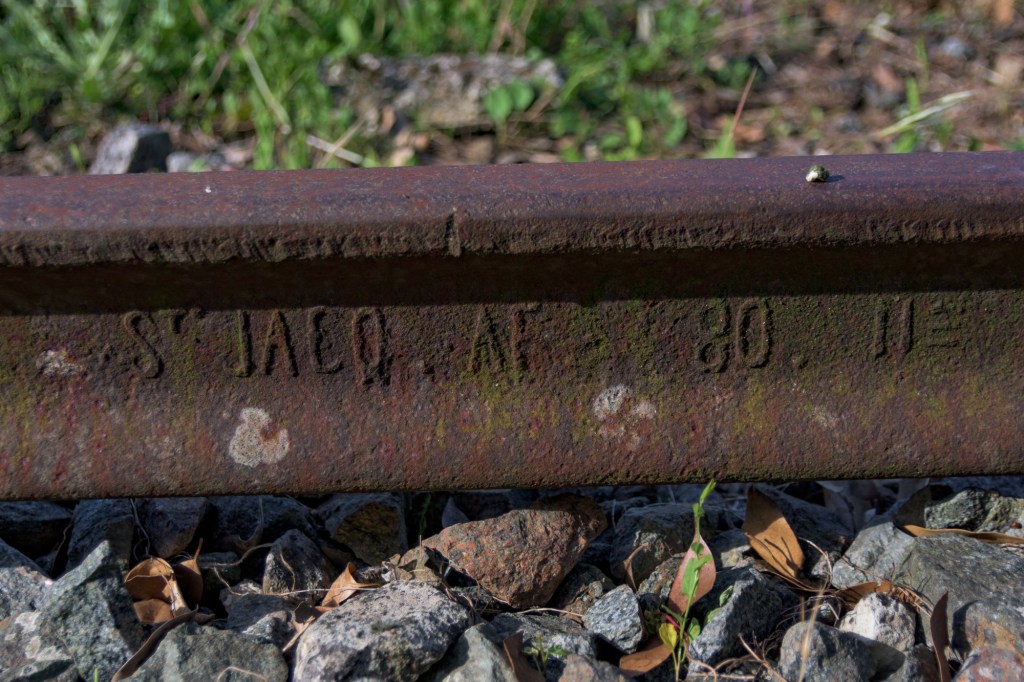 ST JACQ. AF 80. II =